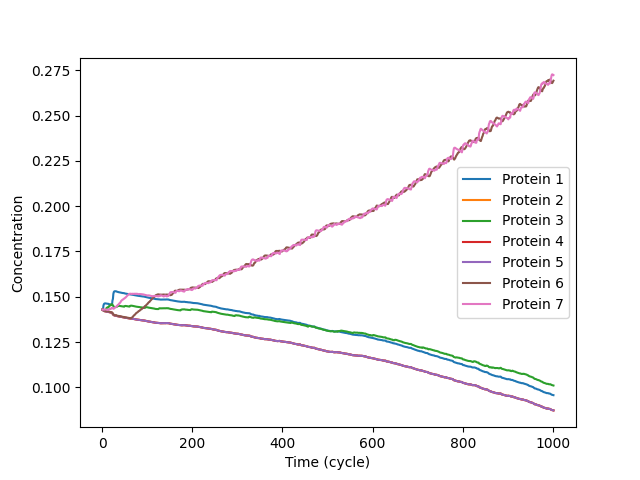 0.275
0.250
0.225
0.200
0.175
0.150
0.125
0.100
Concentration
0
200
400
600
800
1000
Time (cycle)
Protein 1
Protein 2
Protein 3
Protein 4
Protein 5
Protein 6
Protein 7